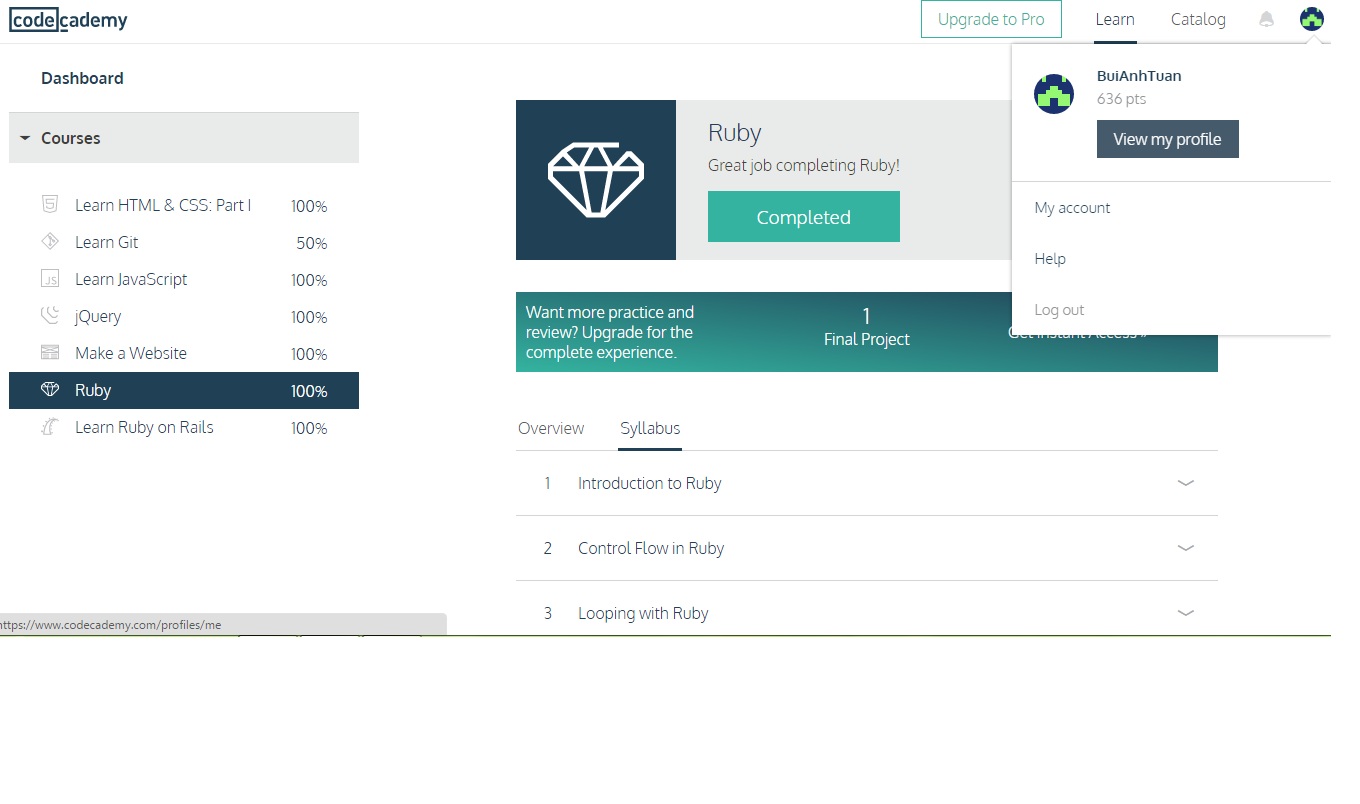 codecademy
Upgrade to Pro
Learn
Catalog
Dashboard
BuiAnhTuan
636 pts
View my profile
My account
Help
Log out
Courses
Learn HTML & CSS: Part I 100%
Learn Git 50%
JS Learn JavaScript 100%
jQuery 100%
Make a Website 100%
Ruby 100%
Learn Ruby on Rails 100%
Ruby
Great job completing Ruby!
Completed
Want more practice and
review? Upgrade for the
complete experience.
1
Final Project
Get Instant Access »
Overview
Syllabus
1 Introduction to Ruby
2 Control Flow in Ruby
3 Looping with Ruby
https://www.codecademy.com/profiles/me